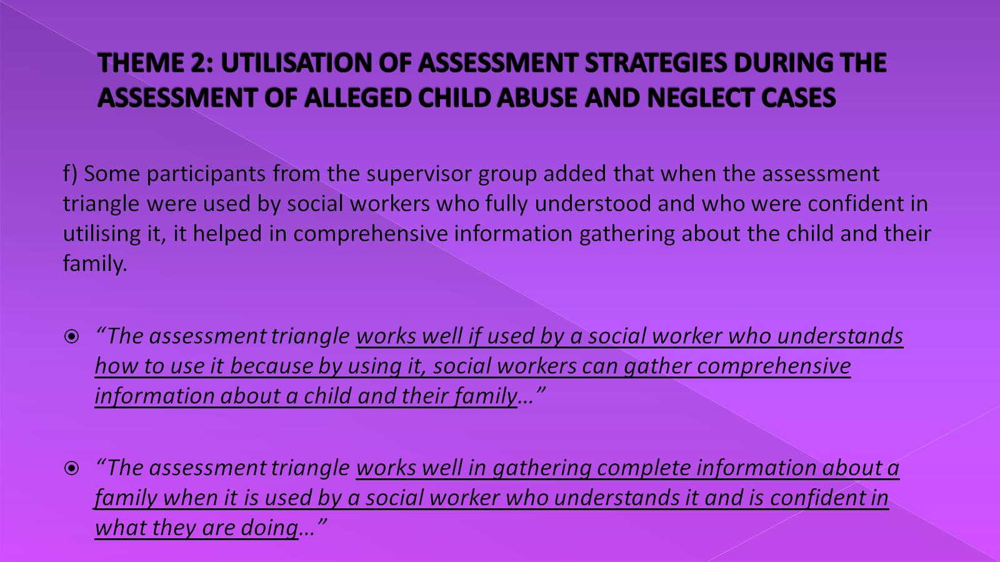 THEME 2: UTILISATION OF ASSESSMENT STRATEGIES DURING THE
ASSESSMENT OF ALLEGED CHILD ABUSE AND NEGLECT CASES
f) Some participants from the supervisor group added that when the assessment
triangle were used by social workers who fully understood and who were confident in
utilising it, it helped in comprehensive information gathering about the child and their
family.
“The assessment triangle works well if used by a social worker who understands
how to use it because by using it, social workers can gather comprehensive
information about a child and their family…”
“The assessment triangle works well in gathering complete information about a
family when it is used by a social worker who understands it and is confident in
what they are doing…”